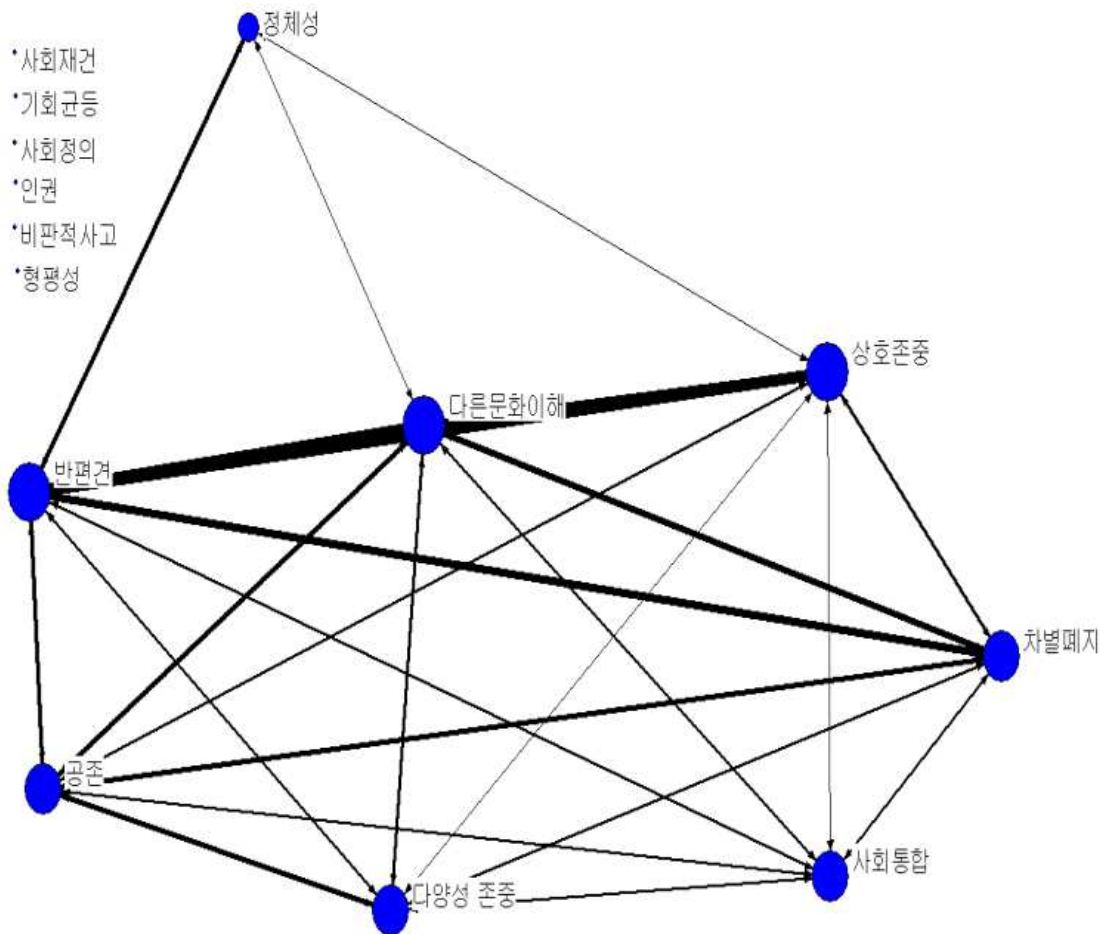 정체성
사회재건
기회균등
사회정의
인권
비판적사고
형평성
상호존중
다른문화이해
반편견
차별폐지
공존
사회통합
다양성 존중